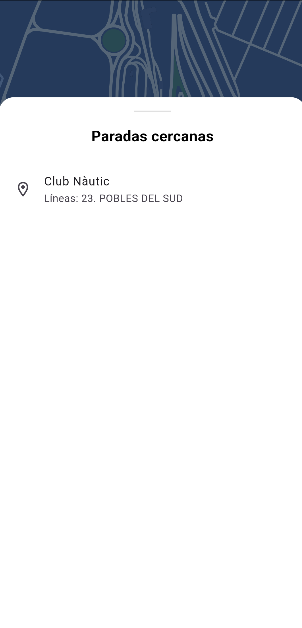 Paradas cercanas
Club Nàutic
Líneas: 23. POBLES DEL SUD